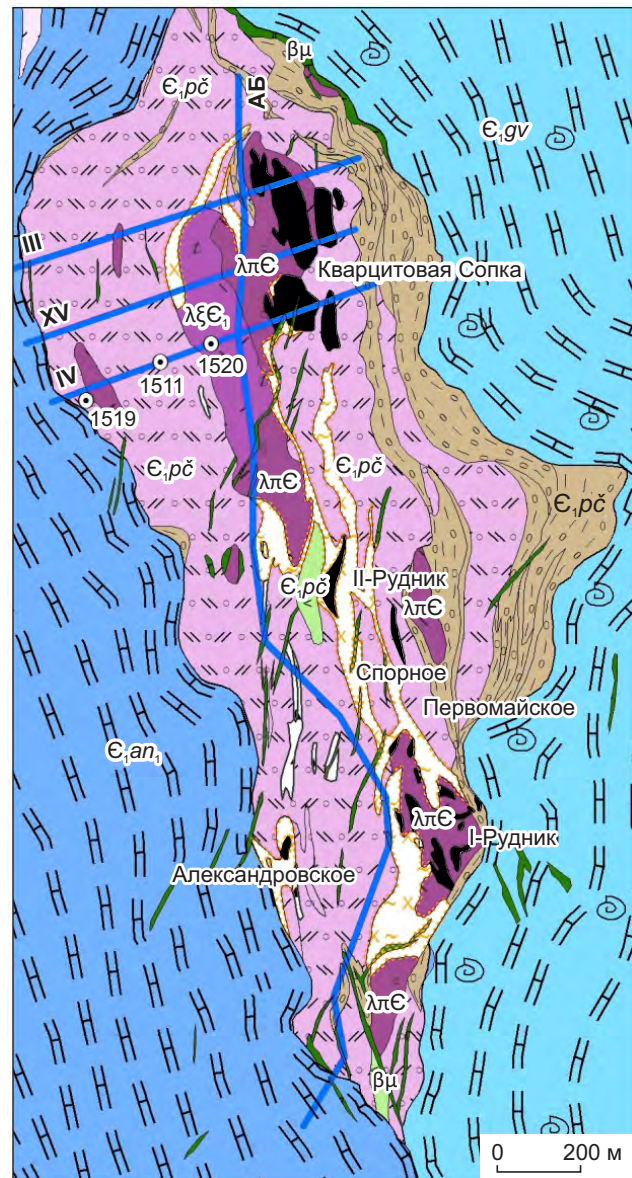 βμ
Є₁pč
АБ
Є₁gv
III
λπЄ
Кварцитовая Сопка
XV
λξЄ₁
IV
1520
1511
1519
Є₁pč
Є₁pč
λπЄ
Є₁pč
II-Рудник
Є₁pč
λπЄ
Спорное
Первомайское
Є₁an₁
λπЄ
I-Рудник
Александровское
λπЄ
βμ
0 200 м